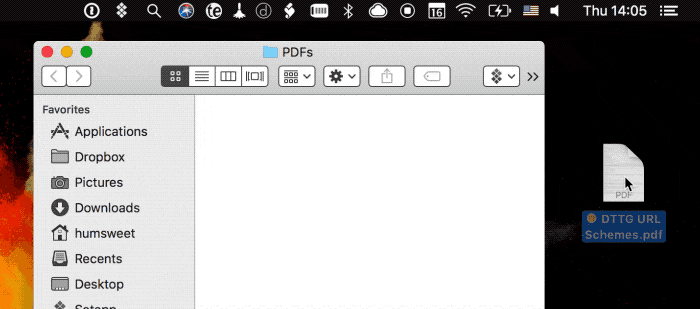 16
Thu 14:05
PDFs
Favorites
Applications
Dropbox
Pictures
Downloads
humsweet
Recents
Desktop
Setapp
PDF
DTTG URL
Schemes.pdf